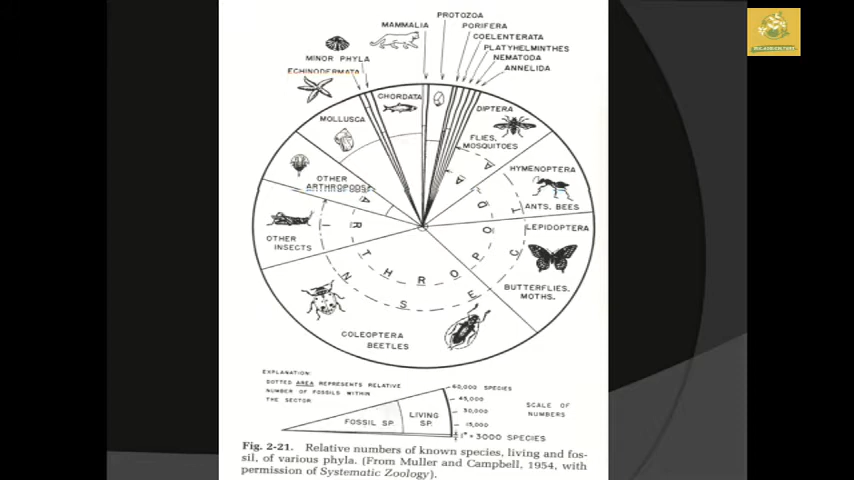 PROTOZOA
MAMMALIA
PORIFERA
COELENTERATA
PLATYHELMINTHES
NEMATODA
ANNELIDA
MINOR PHYLA
ECHINODERMATA
CHORDATA
MOLLUSCA
DIPTERA
FLIES,
MOSQUITOES
HYMENOPTERA
ANTS, BEES
OTHER
ARTHROPODS
LEPIDOPTERA
BUTTERFLIES,
MOTHS.
OTHER
INSECTS
ARTHROPODA
INSECTA
COLEOPTERA
BEETLES
EXPLANATION:
DOTTED AREA REPRESENTS RELATIVE
NUMBER OF FOSSILS WITHIN
THE SECTOR
FOSSIL SP.
LIVING
SP.
60,000 SPECIES
45,000
30,000
15,000
1° = 3000 SPECIES
SCALE OF
NUMBERS
Fig. 2-21. Relative numbers of known species, living and fos-
sil, of various phyla. (From Muller and Campbell, 1954, with
permission of Systematic Zoology).